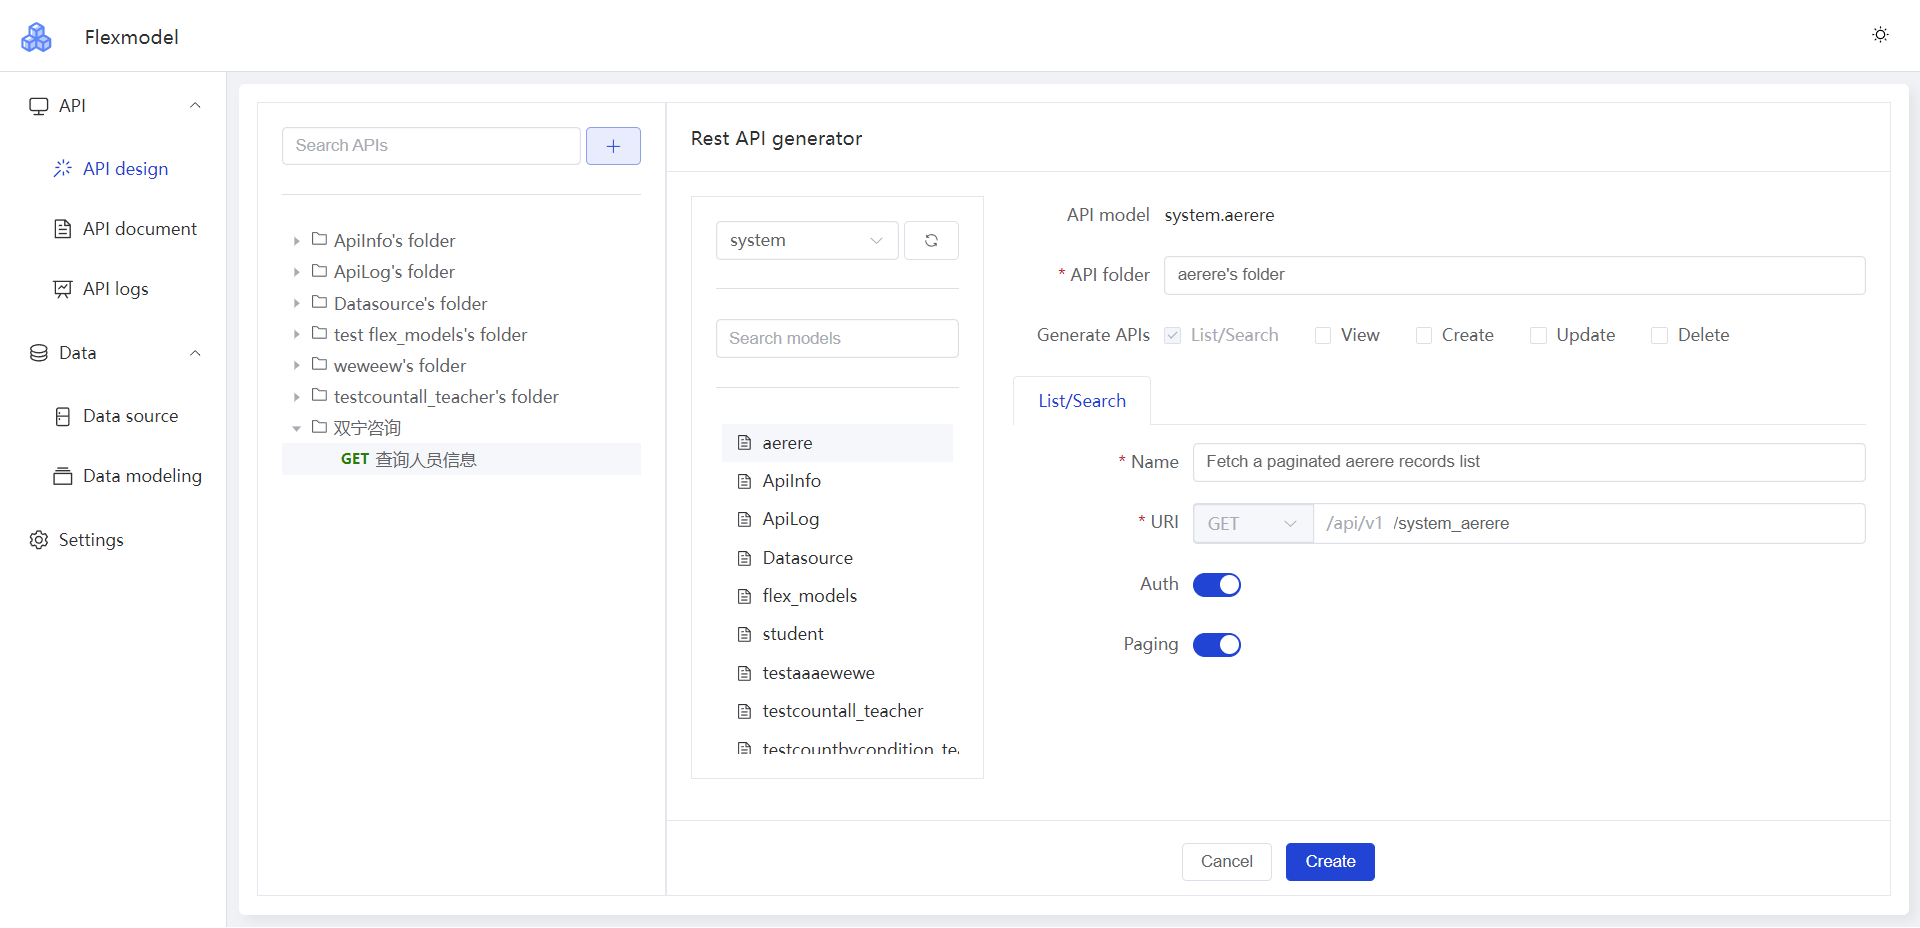 Flexmodel
API
API design
API document
API logs
Data
Data source
Data modeling
Settings
Search APIs
ApiInfo's folder
ApiLog's folder
Datasource's folder
test flex_models's folder
weweew's folder
testcountall_teacher's folder
双宁咨询
GET 查询人员信息
Rest API generator
system
Search models
aerere
ApiInfo
ApiLog
Datasource
flex_models
student
testaaaewewe
testcountall_teacher
testcountbycondition_te
API model system.aerere
* API folder aerere's folder
Generate APIs List/Search View Create Update Delete
List/Search
* Name Fetch a paginated aerere records list
* URI GET /api/v1 /system_aerere
Auth
Paging
Cancel Create